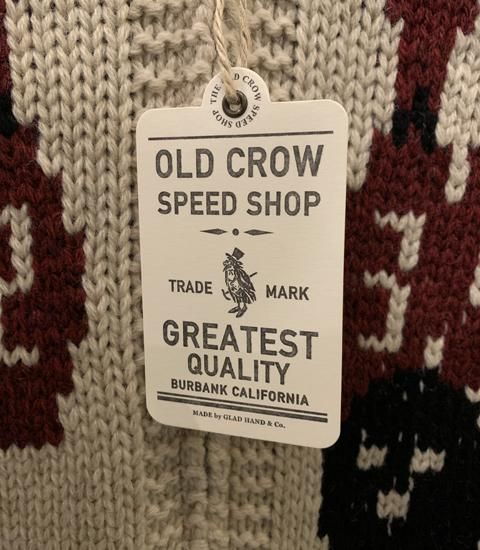 THE OLD CROW SPEED SHOP
OLD CROW
SPEED SHOP
TRADE MARK
GREATEST
QUALITY
BURBANK CALIFORNIA
MADE by GLAD HAND & Co.